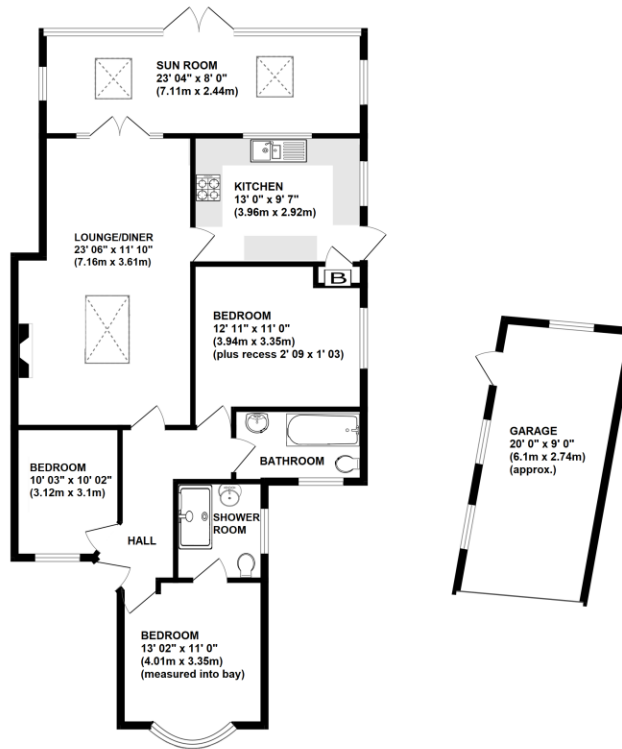 SUN ROOM
23' 04" x 8' 0"
(7.11m x 2.44m)
KITCHEN
13' 0" x 9' 7"
(3.96m x 2.92m)
LOUNGE/DINER
23' 06" x 11' 10"
(7.16m x 3.61m)
B
BEDROOM
12' 11" x 11' 0"
(3.94m x 3.35m)
(plus recess 2' 09 x 1' 03)
GARAGE
20' 0" x 9' 0"
(6.1m x 2.74m)
(approx.)
BATHROOM
BEDROOM
10' 03" x 10' 02"
(3.12m x 3.1m)
SHOWER
ROOM
HALL
BEDROOM
13' 02" x 11' 0"
(4.01m x 3.35m)
(measured into bay)